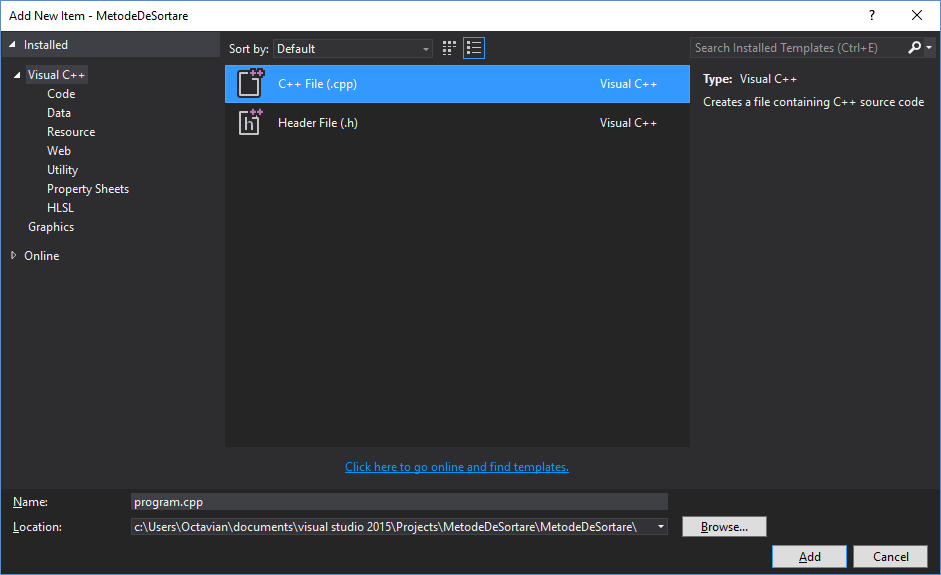 Add New Item - MetodeDeSortare
?
Installed
Sort by: Default
Search Installed Templates (Ctrl+E)
Visual C++
Code
Data
Resource
Web
Utility
Property Sheets
HLSL
Graphics
Online
C++ File (.cpp) Visual C++
Header File (.h) Visual C++
Type: Visual C++
Creates a file containing C++ source code
Click here to go online and find templates.
Name: program.cpp
Location: c:\Users\Octavian\documents\visual studio 2015\Projects\MetodeDeSortare\MetodeDeSortare\
Browse...
Add Cancel